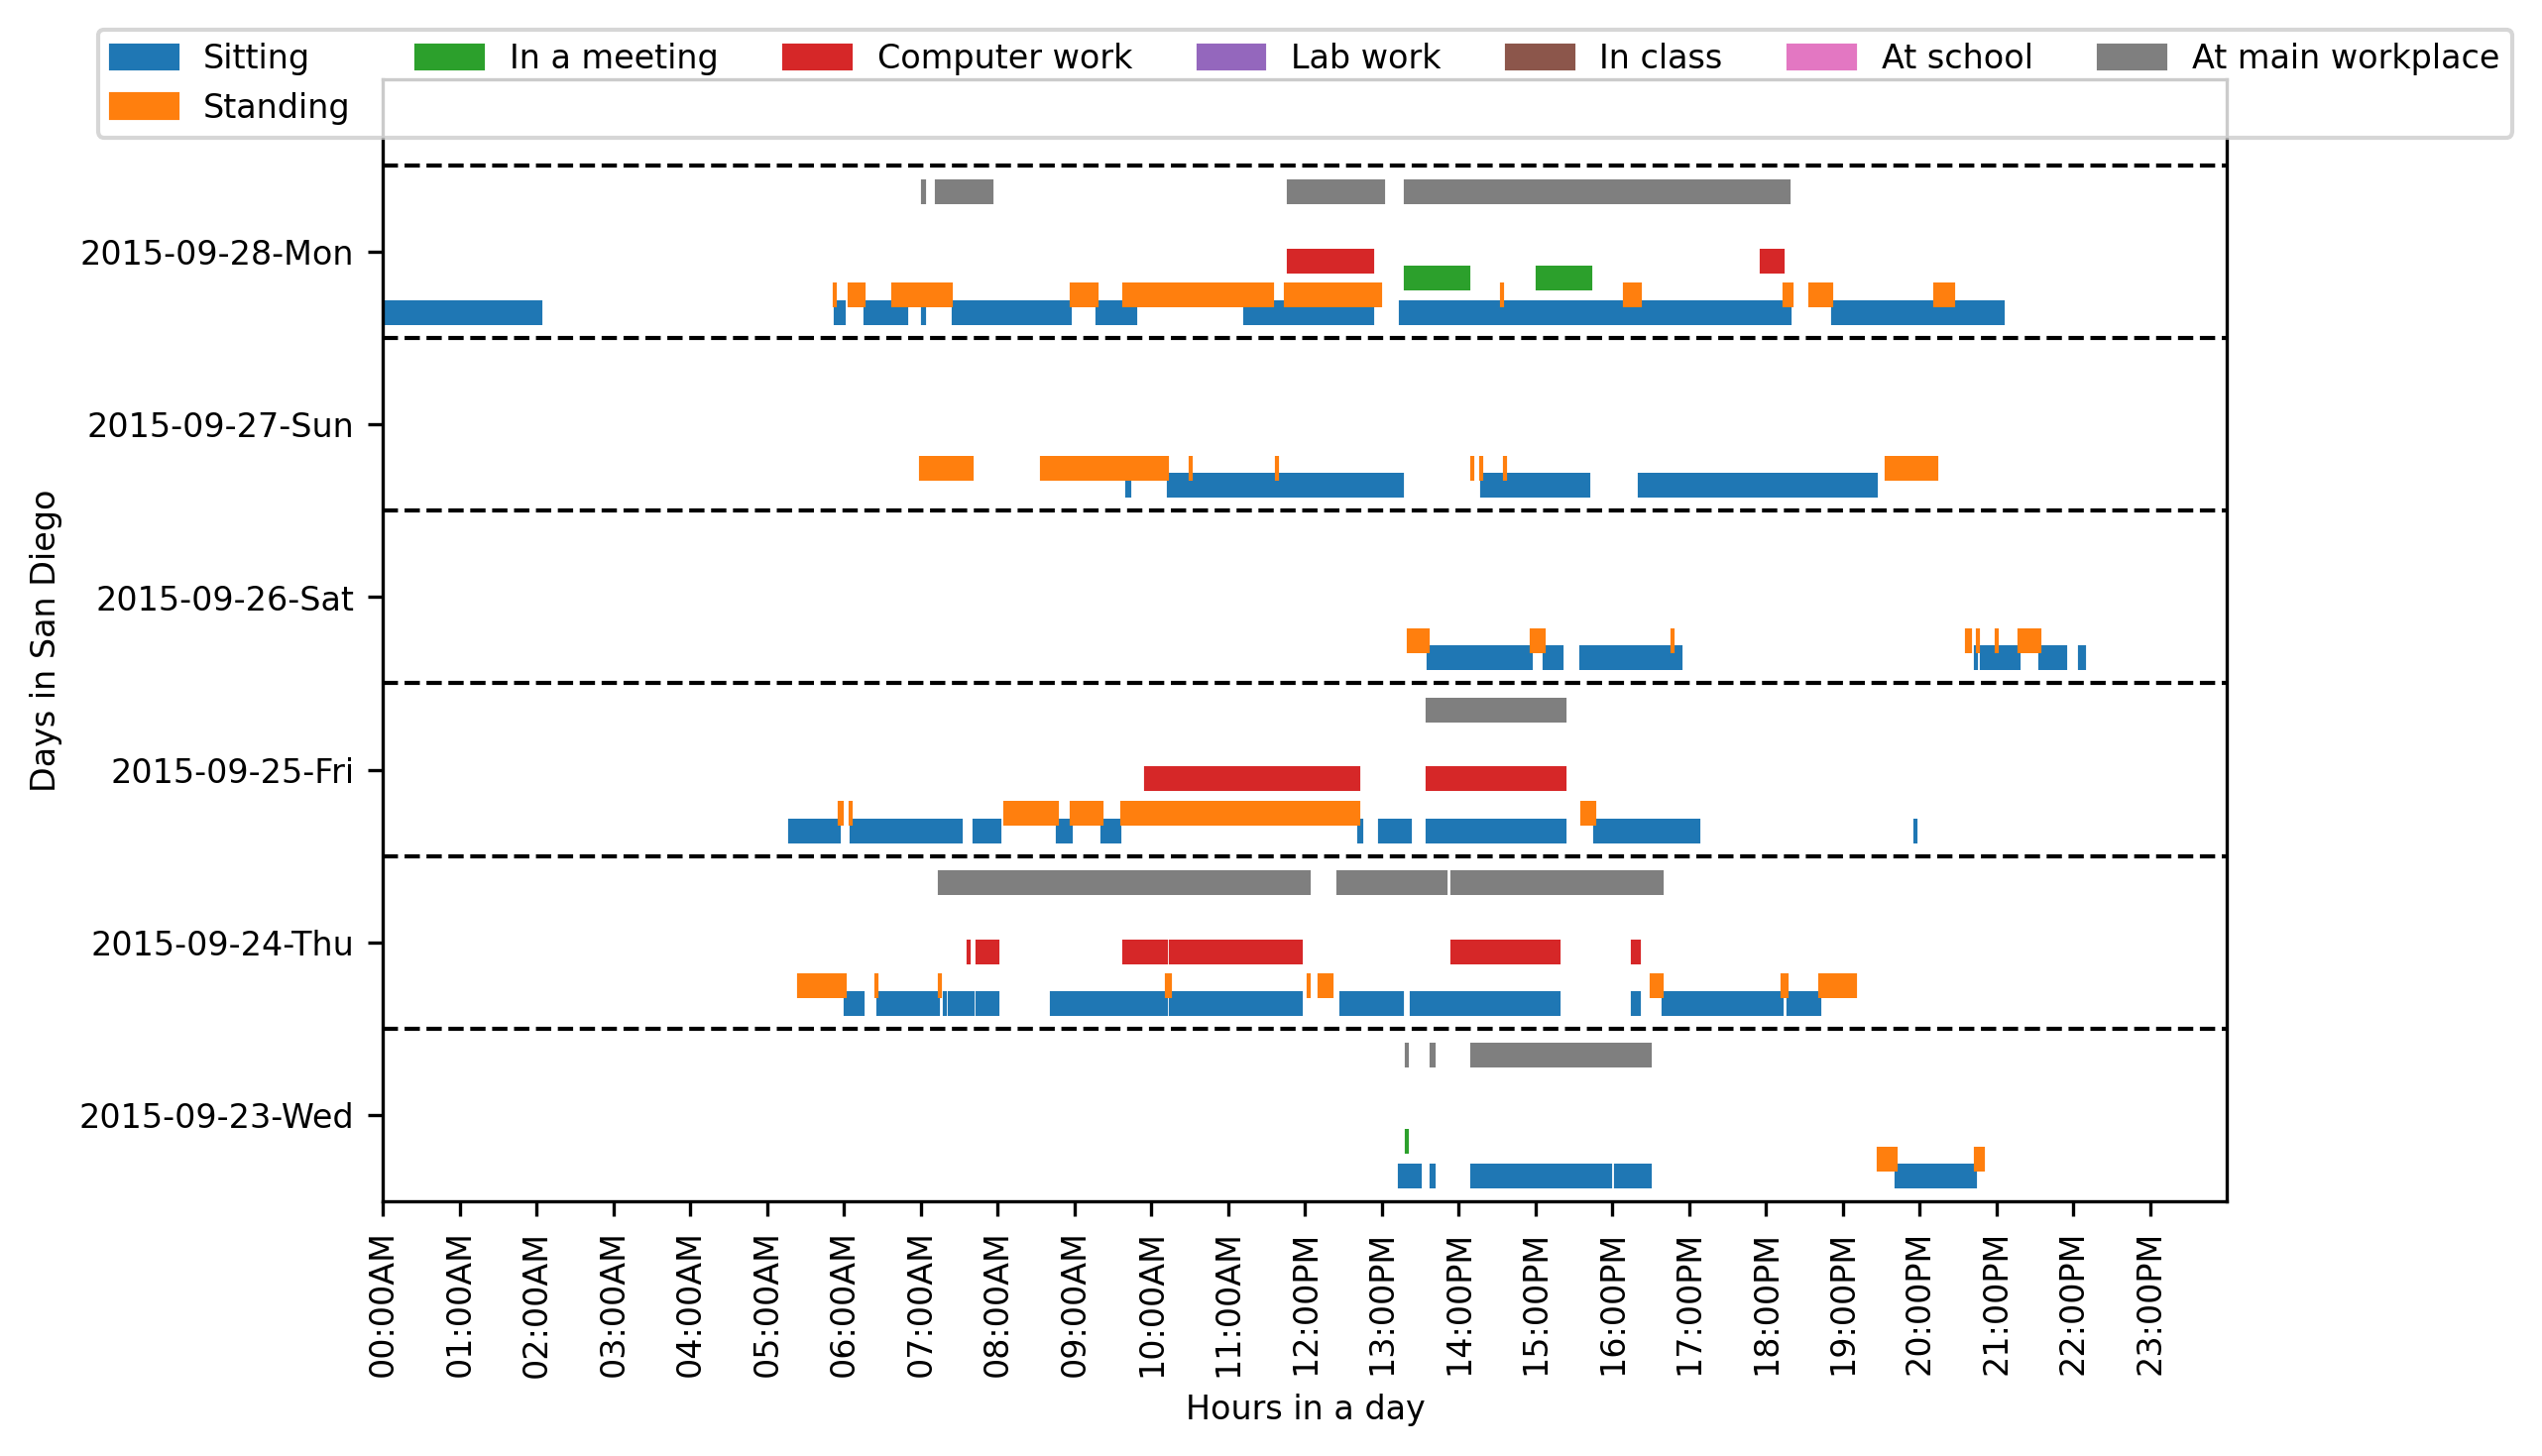 Sitting In a meeting Computer work Lab work In class At school At main workplace
Standing
2015-09-28-Mon
2015-09-27-Sun
2015-09-26-Sat
2015-09-25-Fri
2015-09-24-Thu
2015-09-23-Wed
Days in San Diego
00:00AM
01:00AM
02:00AM
03:00AM
04:00AM
05:00AM
06:00AM
07:00AM
08:00AM
09:00AM
10:00AM
11:00AM
12:00PM
13:00PM
14:00PM
15:00PM
16:00PM
17:00PM
18:00PM
19:00PM
20:00PM
21:00PM
22:00PM
23:00PM
Hours in a day